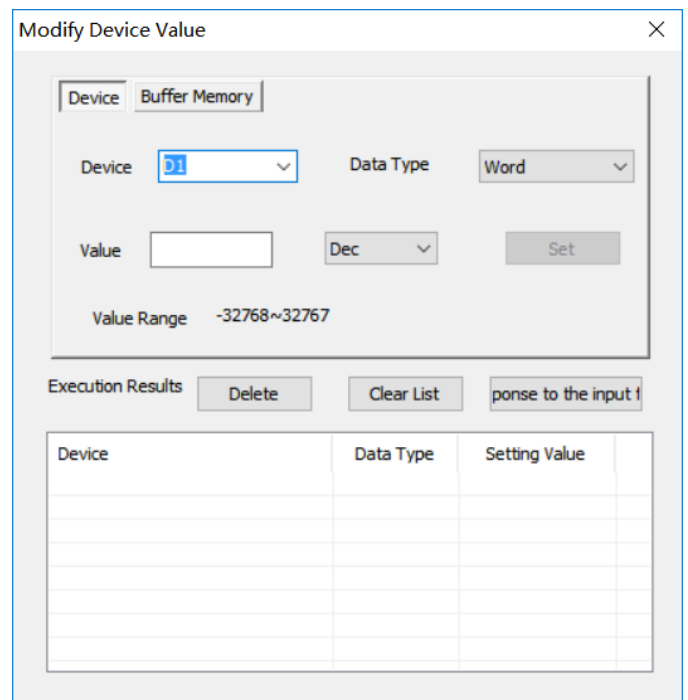 Modify Device Value
Device Buffer Memory
Device D1 Data Type Word
Value Dec Set
Value Range -32768~32767
Execution Results Delete Clear List ponse to the input
Device Data Type Setting Value